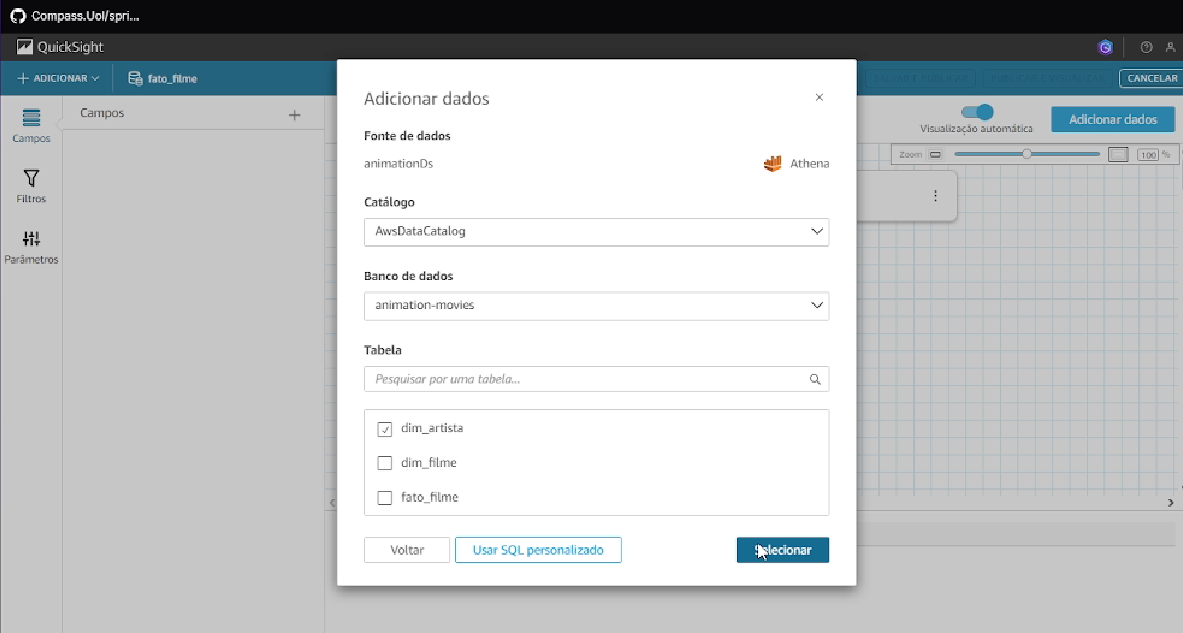 Compass.Uol/spri...
QuickSight
ADICIONAR
fato_filme
CANCELAR
Campos
Filtros
Parâmetros
Campos
Adicionar dados
Fonte de dados
animationDs
Athena
Catálogo
AwsDataCatalog
Banco de dados
animation-movies
Tabela
Pesquisar por uma tabela...
dim_artista
dim_filme
fato_filme
Voltar
Usar SQL personalizado
Selecionar
Visualização automática
Adicionar dados
Zoom
100 %